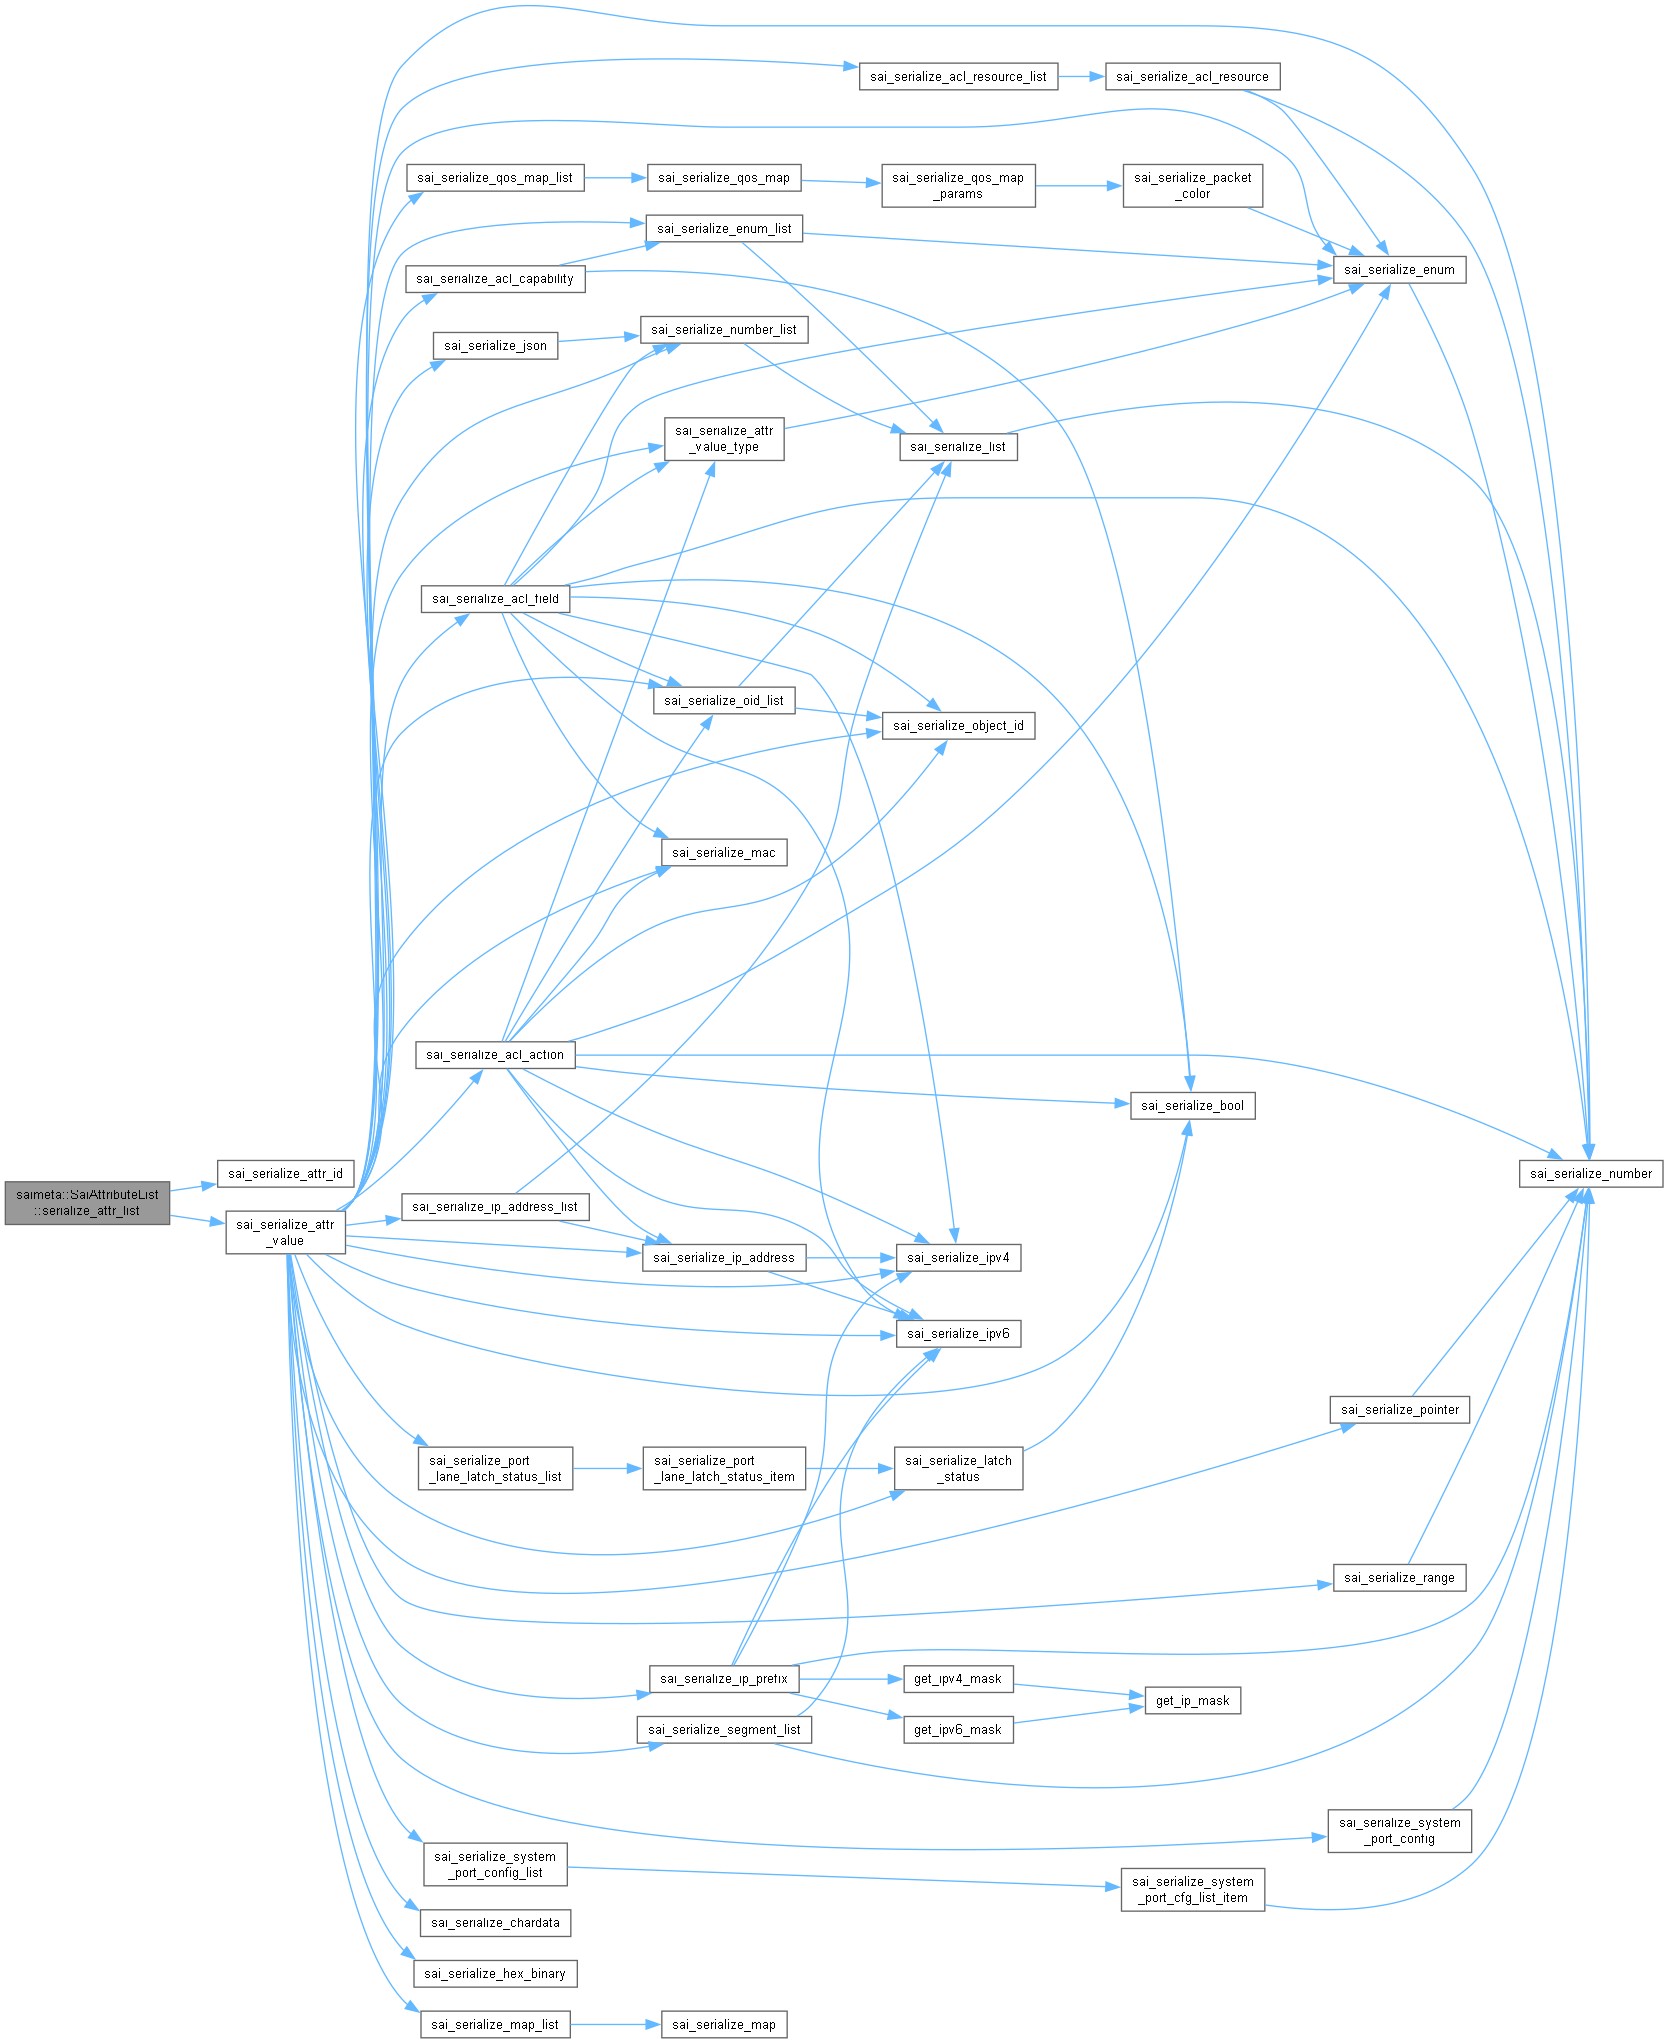 sai_serialize_acl_resource_list
sai_serialize_acl_resource
sai_serialize_qos_map_list
sai_serialize_qos_map
sai_serialize_qos_map
_params
sai_serialize_packet
_color
sai_serialize_enum_list
sai_serialize_acl_capability
sai_serialize_enum
sai_serialize_number_list
sai_serialize_json
sai_serialize_attr
_value_type
sai_serialize_list
sai_serialize_acl_field
sai_serialize_oid_list
sai_serialize_object_id
sai_serialize_mac
sai_serialize_acl_action
sai_serialize_bool
sai_serialize_attr_id
sai_serialize_number
saimeta::SaiAttributeList
::serialize_attr_list
sai_serialize_attr
_value
sai_serialize_ip_address_list
sai_serialize_ip_address
sai_serialize_ipv4
sai_serialize_ipv6
sai_serialize_pointer
sai_serialize_port
_lane_latch_status_list
sai_serialize_port
_lane_latch_status_item
sai_serialize_latch
_status
sai_serialize_range
sai_serialize_ip_prefix
get_ipv4_mask
get_ip_mask
sai_serialize_segment_list
get_ipv6_mask
sai_serialize_system
_port_config
sai_serialize_system
_port_config_list
sai_serialize_system
_port_cfg_list_item
sai_serialize_chardata
sai_serialize_hex_binary
sai_serialize_map_list
sai_serialize_map